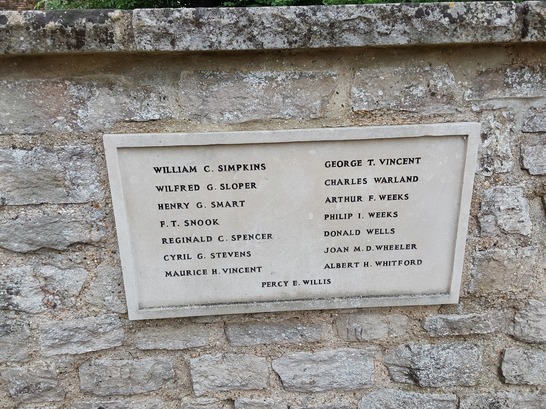 WILLIAM C. SIMPKINS
WILFRED G. SLOPER
HENRY G. SMART
F. T. SNOOK
REGINALD C. SPENCER
CYRIL G. STEVENS
MAURICE H. VINCENT
GEORGE T. VINCENT
CHARLES WARLAND
ARTHUR F. WEEKS
PHILIP I. WEEKS
DONALD WELLS
JOAN M. D. WHEELER
ALBERT H. WHITFORD
PERCY E. WILLIS